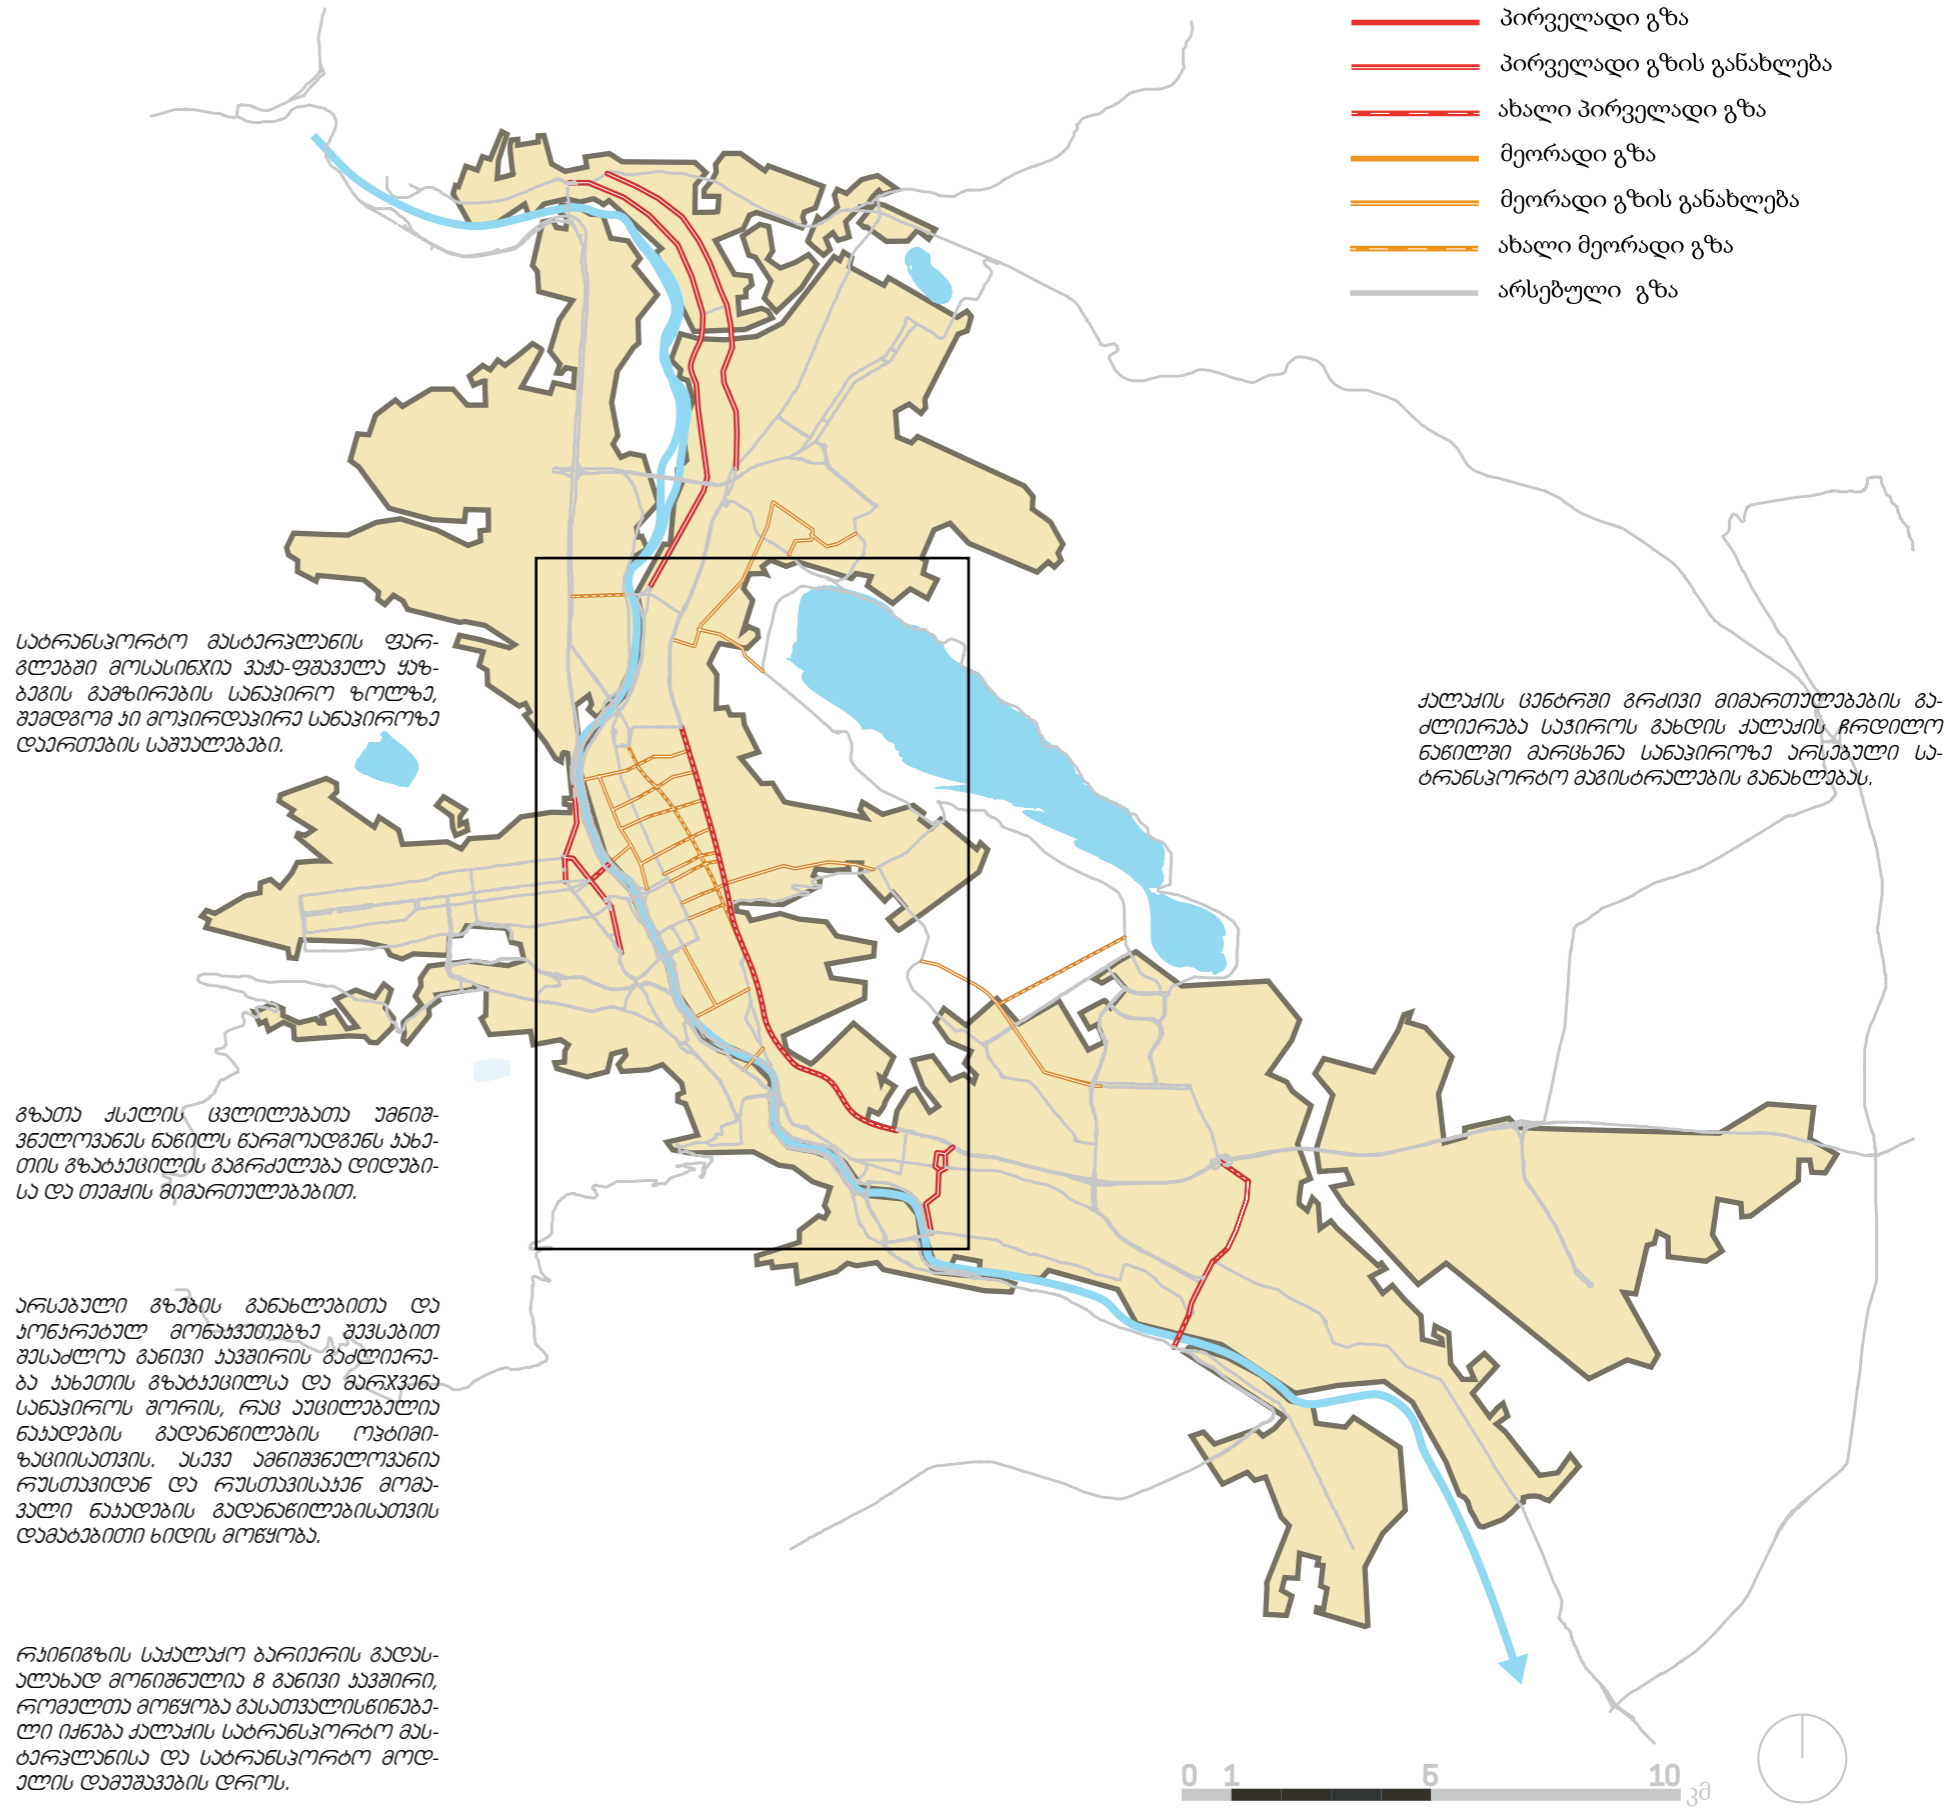 პირველადი გზა
პირველადი გზის განახლება
ახალი პირველადი გზა
მეორადი გზა
მეორადი გზის განახლება
ახალი მეორადი გზა
არსებული გზა
სატრანსპორტო მასტერპლანის ფარ-
გლებში მოსასინჯია ვაჟა-ფშაველა ყაზ-
ბეგის გამზირების სანაპირო ზოლზე,
შემდგომ კი მოპირდაპირე სანაპიროზე
დაერთების საშუალებები.
ქალაქის ცენტრში გრძივი მიმართულებების გა-
ძლიერება საჭიროს გახდის ქალაქის ჩრდილო
ნაწილში მარცხენა სანაპიროზე არსებული სა-
ტრანსპორტო მაგისტრალების განახლებას.
გზათა ქსელის ცვლილებათა უმნიშ-
ვნელოვანეს ნაწილს წარმოადგენს კახე-
თის გზატკეცილის გაგრძელება დიდუბი-
სა და თემქის მიმართულებებით.
არსებული გზების განახლებითა და
კონკრეტულ მონაკვეთებზე შევსებით
შესაძლოა განივი კავშირის გაძლიერე-
ბა კახეთის გზატკეცილსა და მარჯვენა
სანაპიროს შორის, რაც აუცილებელია
ნაკადების გადანაწილების ოპტიმი-
ზაციისათვის. ასევე ამნიშვნელოვანია
რუსთავიდან და რუსთავისაკენ მომა-
ვალი ნაკადების გადანაწილებისათვის
დამატებითი ხიდის მოწყობა.
რკინიგზის საქალაქო ბარიერის გადას-
ალახად მონიშნულია 8 განივი კავშირი,
რომელთა მოწყობა გასათვალისწინებე-
ლი იქნება ქალაქის სატრანსპორტო მას-
ტერპლანისა და სატრანსპორტო მოდ-
ელის დამუშავების დროს.
0 1 5 10 კმ